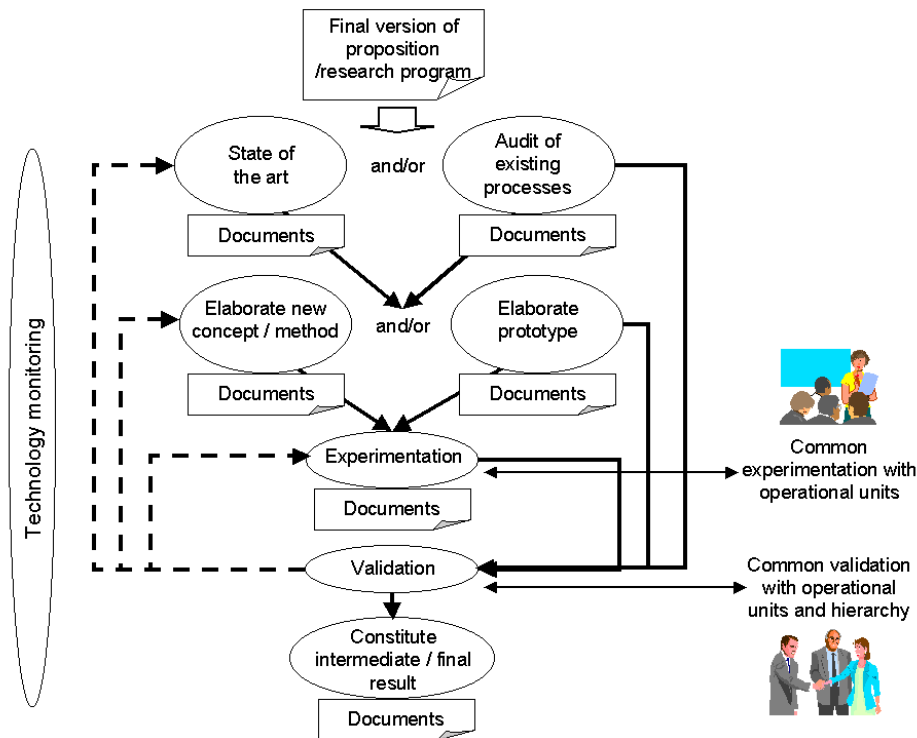 Final version of
proposition
/research program
State of
the art
and/or
Audit of
existing
processes
Documents
Documents
Elaborate new
concept / method
and/or
Elaborate
prototype
Documents
Documents
Technology monitoring
Experimentation
Common
experimentation with
operational units
Documents
Validation
Common validation
with operational
units and hierarchy
Constitute
intermediate / final
result
Documents